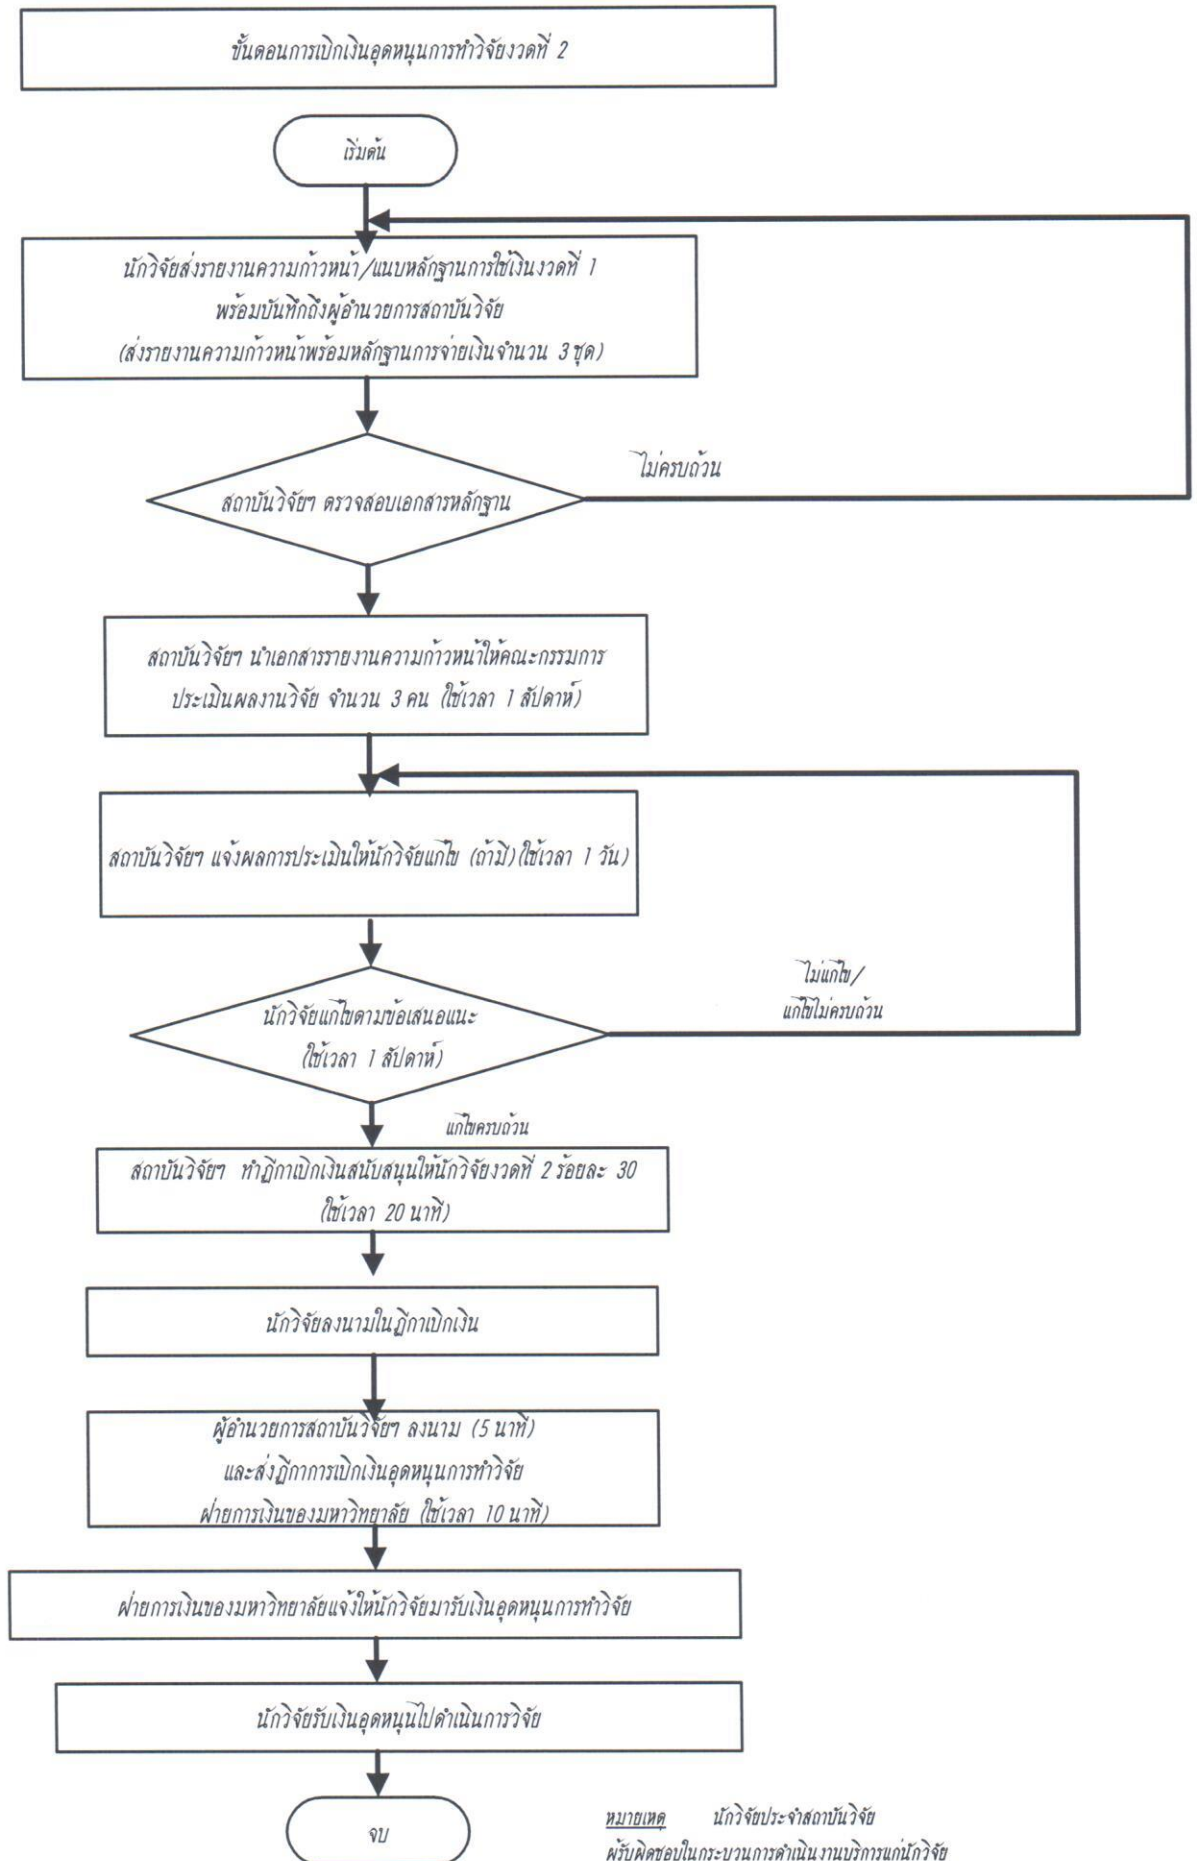 ขั้นตอนการเบิกเงินอุดหนุนการทำวิจัยงวดที่ 2
เริ่มต้น
นักวิจัยส่งรายงานความก้าวหน้า/แนบหลักฐานการใช้เงินงวดที่ 1
พร้อมบันทึกถึงผู้อำนวยการสถาบันวิจัย
(ส่งรายงานความก้าวหน้าพร้อมหลักฐานการจ่ายเงินจำนวน 3 ชุด)
ไม่ครบถ้วน
สถาบันวิจัยฯ ตรวจสอบเอกสารหลักฐาน
สถาบันวิจัยฯ นำเอกสารรายงานความก้าวหน้าให้คณะกรรมการ
ประเมินผลงานวิจัย จำนวน 3 คน (ใช้เวลา 1 สัปดาห์)
สถาบันวิจัยฯ แจ้งผลการประเมินให้นักวิจัยแก้ไข (ถ้ามี) (ใช้เวลา 1 วัน)
ไม่แก้ไข/
แก้ไขไม่ครบถ้วน
นักวิจัยแก้ไขตามข้อเสนอแนะ
(ใช้เวลา 1 สัปดาห์)
แก้ไขครบถ้วน
สถาบันวิจัยฯ ทำฎีกาเบิกเงินสนับสนุนให้นักวิจัยงวดที่ 2 ร้อยละ 30
(ใช้เวลา 20 นาที)
นักวิจัยลงนามในฎีกาเบิกเงิน
ผู้อำนวยการสถาบันวิจัยฯ ลงนาม (5 นาที)
และส่งฎีกาการเบิกเงินอุดหนุนการทำวิจัย
ฝ่ายการเงินของมหาวิทยาลัย (ใช้เวลา 10 นาที)
ฝ่ายการเงินของมหาวิทยาลัยแจ้งให้นักวิจัยมารับเงินอุดหนุนการทำวิจัย
นักวิจัยรับเงินอุดหนุนไปดำเนินการวิจัย
จบ
หมายเหตุ นักวิจัยประจำสถาบันวิจัย
ผู้รับผิดชอบในกระบวนการดำเนินงานบริการแก่นักวิจัย